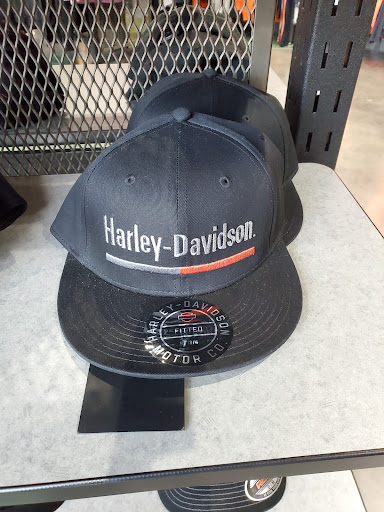 Harley-Davidson.
HARLEY-DAVIDSON
FITTED
7 1/4
MOTOR CO.